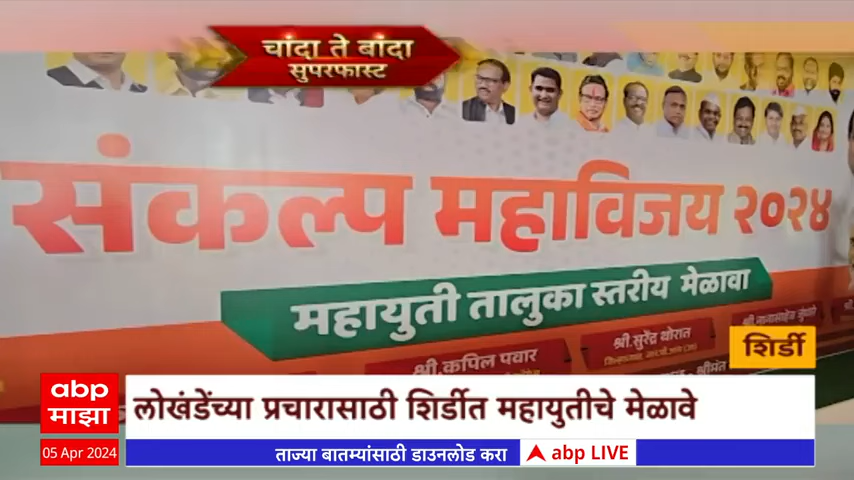 चांदा ते बांदा
सुपरफास्ट
संकल्प महाविजय २०२४
महायुती तालुका स्तरीय मेळावा
श्री.कपिल पवार
श्री.सुरेंद्र थोरात
शिर्डी
abp
माझा
लोखंडेंच्या प्रचारासाठी शिर्डीत महायुतीचे मेळावे
05 Apr 2024
ताज्या बातम्यांसाठी डाउनलोड करा
abp LIVE